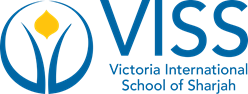 VISS
Victoria International
School of Sharjah